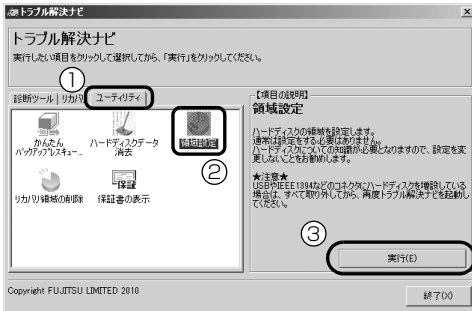 トラブル解決ナビ
トラブル解決ナビ
実行したい項目をクリックして選択してから、「実行」をクリックしてください。
①
診断ツール リカバリ ユーティリティ
かんたん
バックアップレスキュー...
ハードディスクデータ
消去
領域設定
②
リカバリ領域の削除
保証
保証書の表示
【項目の説明】
領域設定
ハードディスクの領域を設定します。
通常は設定をする必要はありません。
ハードディスクについての知識が必要となりますので、設定を変
更しないことをお勧めします。
★注意★
USBやIEEE1394などのコネクタにハードディスクを増設している
場合は、すべて取り外してから、再度トラブル解決ナビを起動し
てください。
③
実行(E)
Copyright FUJITSU LIMITED 2010
終了(X)